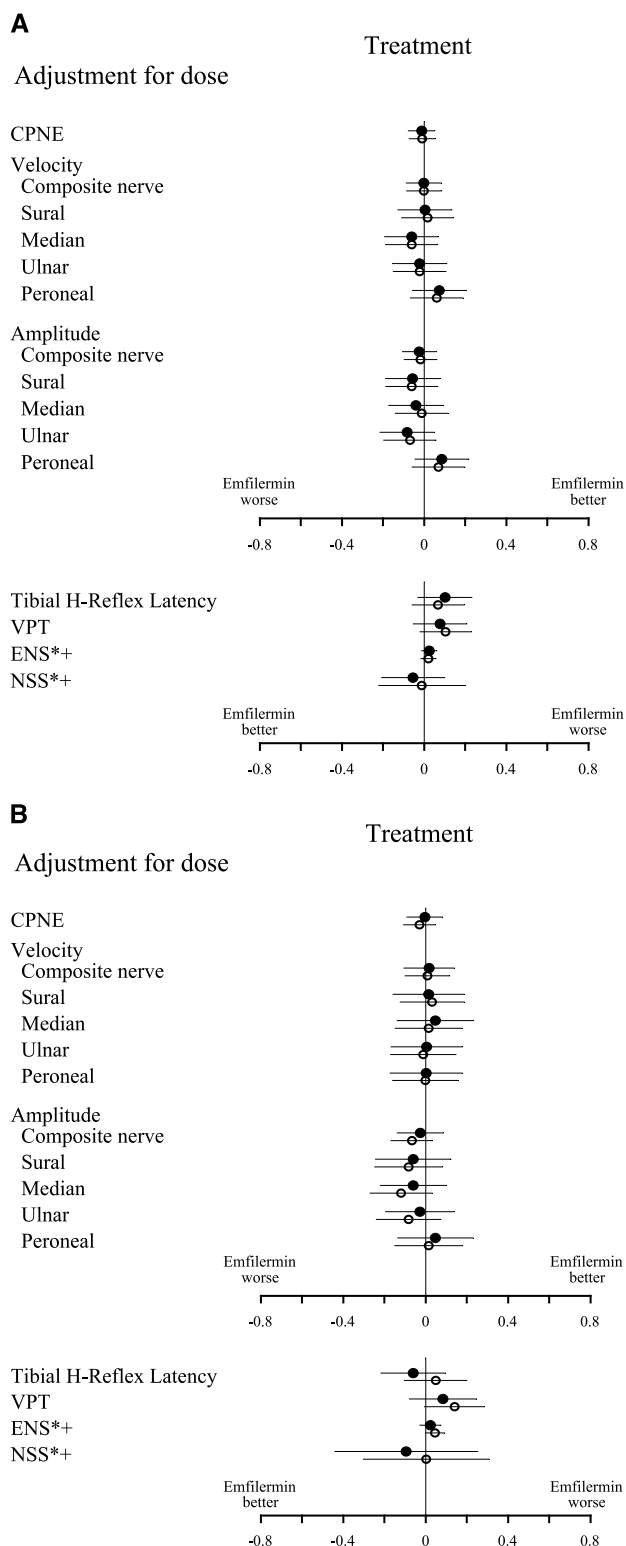 A
Treatment
Adjustment for dose
CPNE
Velocity
Composite nerve
Sural
Median
Ulnar
Peroneal
Amplitude
Composite nerve
Sural
Median
Ulnar
Peroneal
Emfilermin Emfilermin
worse better
-0.8 -0.4 0 0.4 0.8
Tibial H-Reflex Latency
VPT
ENS*+
NSS*+
Emfilermin Emfilermin
better worse
-0.8 -0.4 0 0.4 0.8
B
Treatment
Adjustment for dose
CPNE
Velocity
Composite nerve
Sural
Median
Ulnar
Peroneal
Amplitude
Composite nerve
Sural
Median
Ulnar
Peroneal
Emfilermin Emfilermin
worse better
-0.8 -0.4 0 0.4 0.8
Tibial H-Reflex Latency
VPT
ENS*+
NSS*+
Emfilermin Emfilermin
better worse
-0.8 -0.4 0 0.4 0.8